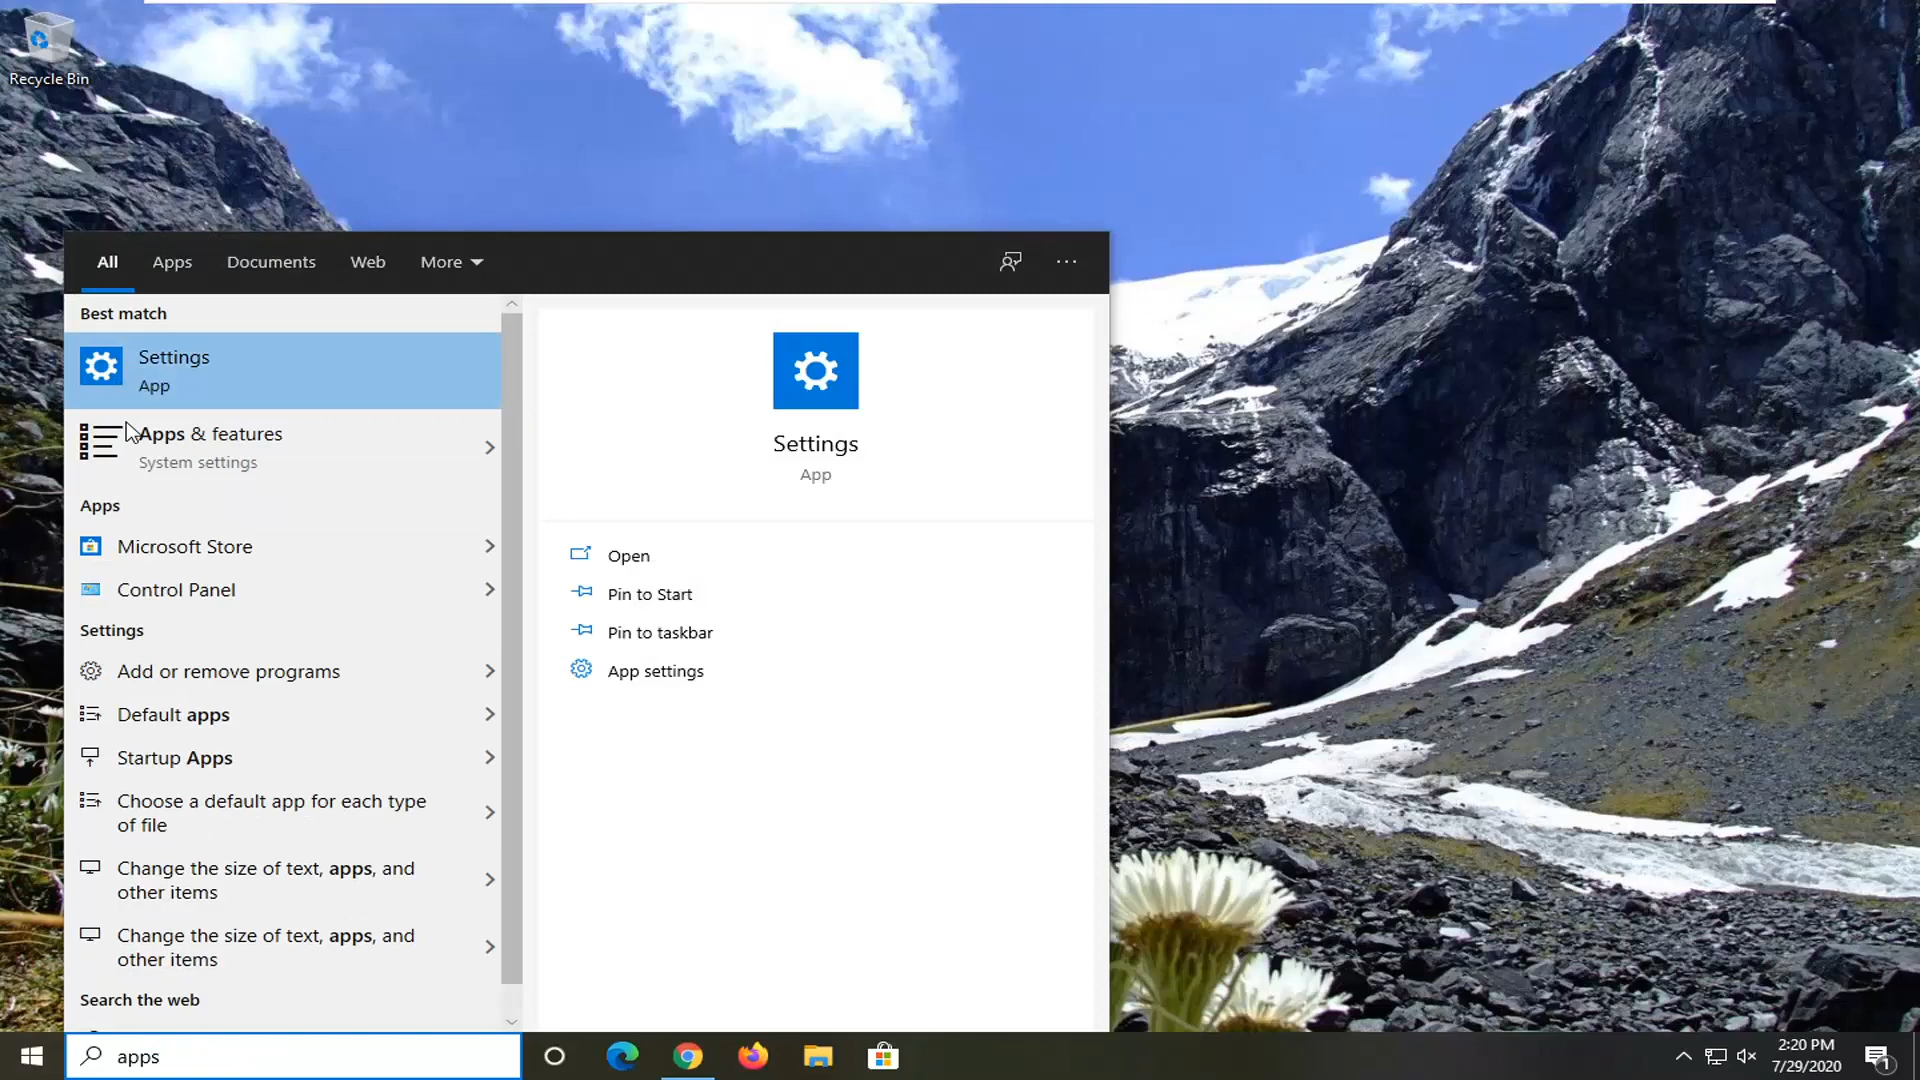 Recycle Bin
All
Apps
Documents
Web
More
Best match
Settings
App
Apps & features
System settings
Apps
Microsoft Store
Control Panel
Settings
Add or remove programs
Default apps
Startup Apps
Choose a default app for each type
of file
Change the size of text, apps, and
other items
Change the size of text, apps, and
other items
Search the web
Settings
App
Open
Pin to Start
Pin to taskbar
App settings
apps
2:20 PM
7/29/2020
1